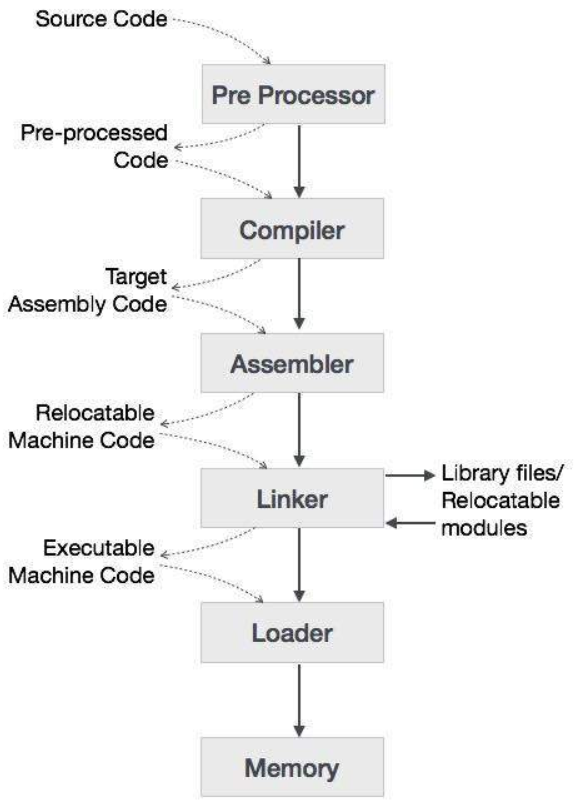 Source Code
Pre Processor
Pre-processed
Code
Compiler
Target
Assembly Code
Assembler
Relocatable
Machine Code
Linker
Library files/
Relocatable
modules
Executable
Machine Code
Loader
Memory